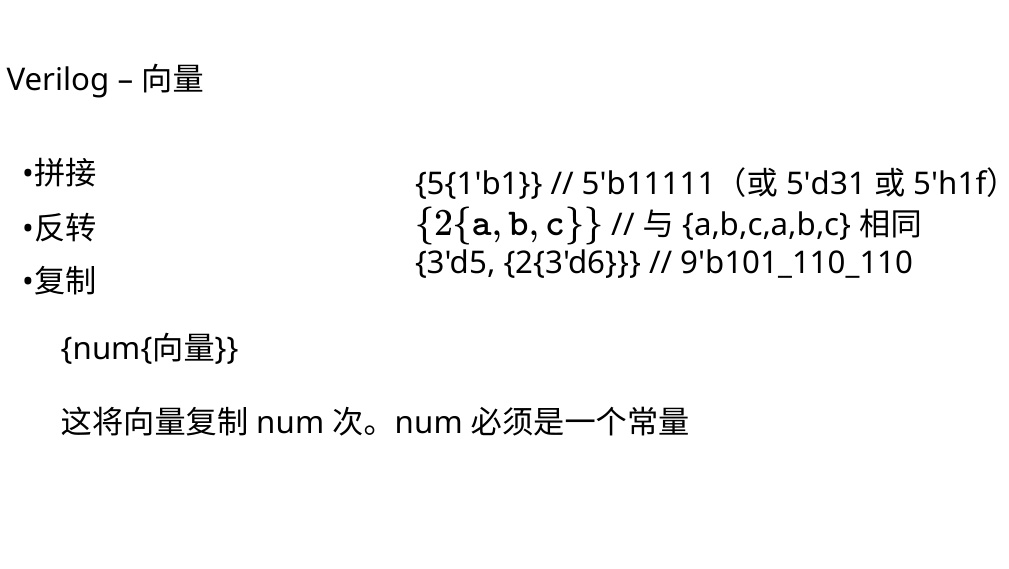 Verilog – 向量
•拼接
•反转
•复制
{num{向量}}
这将向量复制 num 次。num 必须是一个常量
{5{1'b1}} // 5'b11111（或 5'd31 或 5'h1f）
{2{a, b, c}} // 与 {a,b,c,a,b,c} 相同
{3'd5, {2{3'd6}}} // 9'b101_110_110